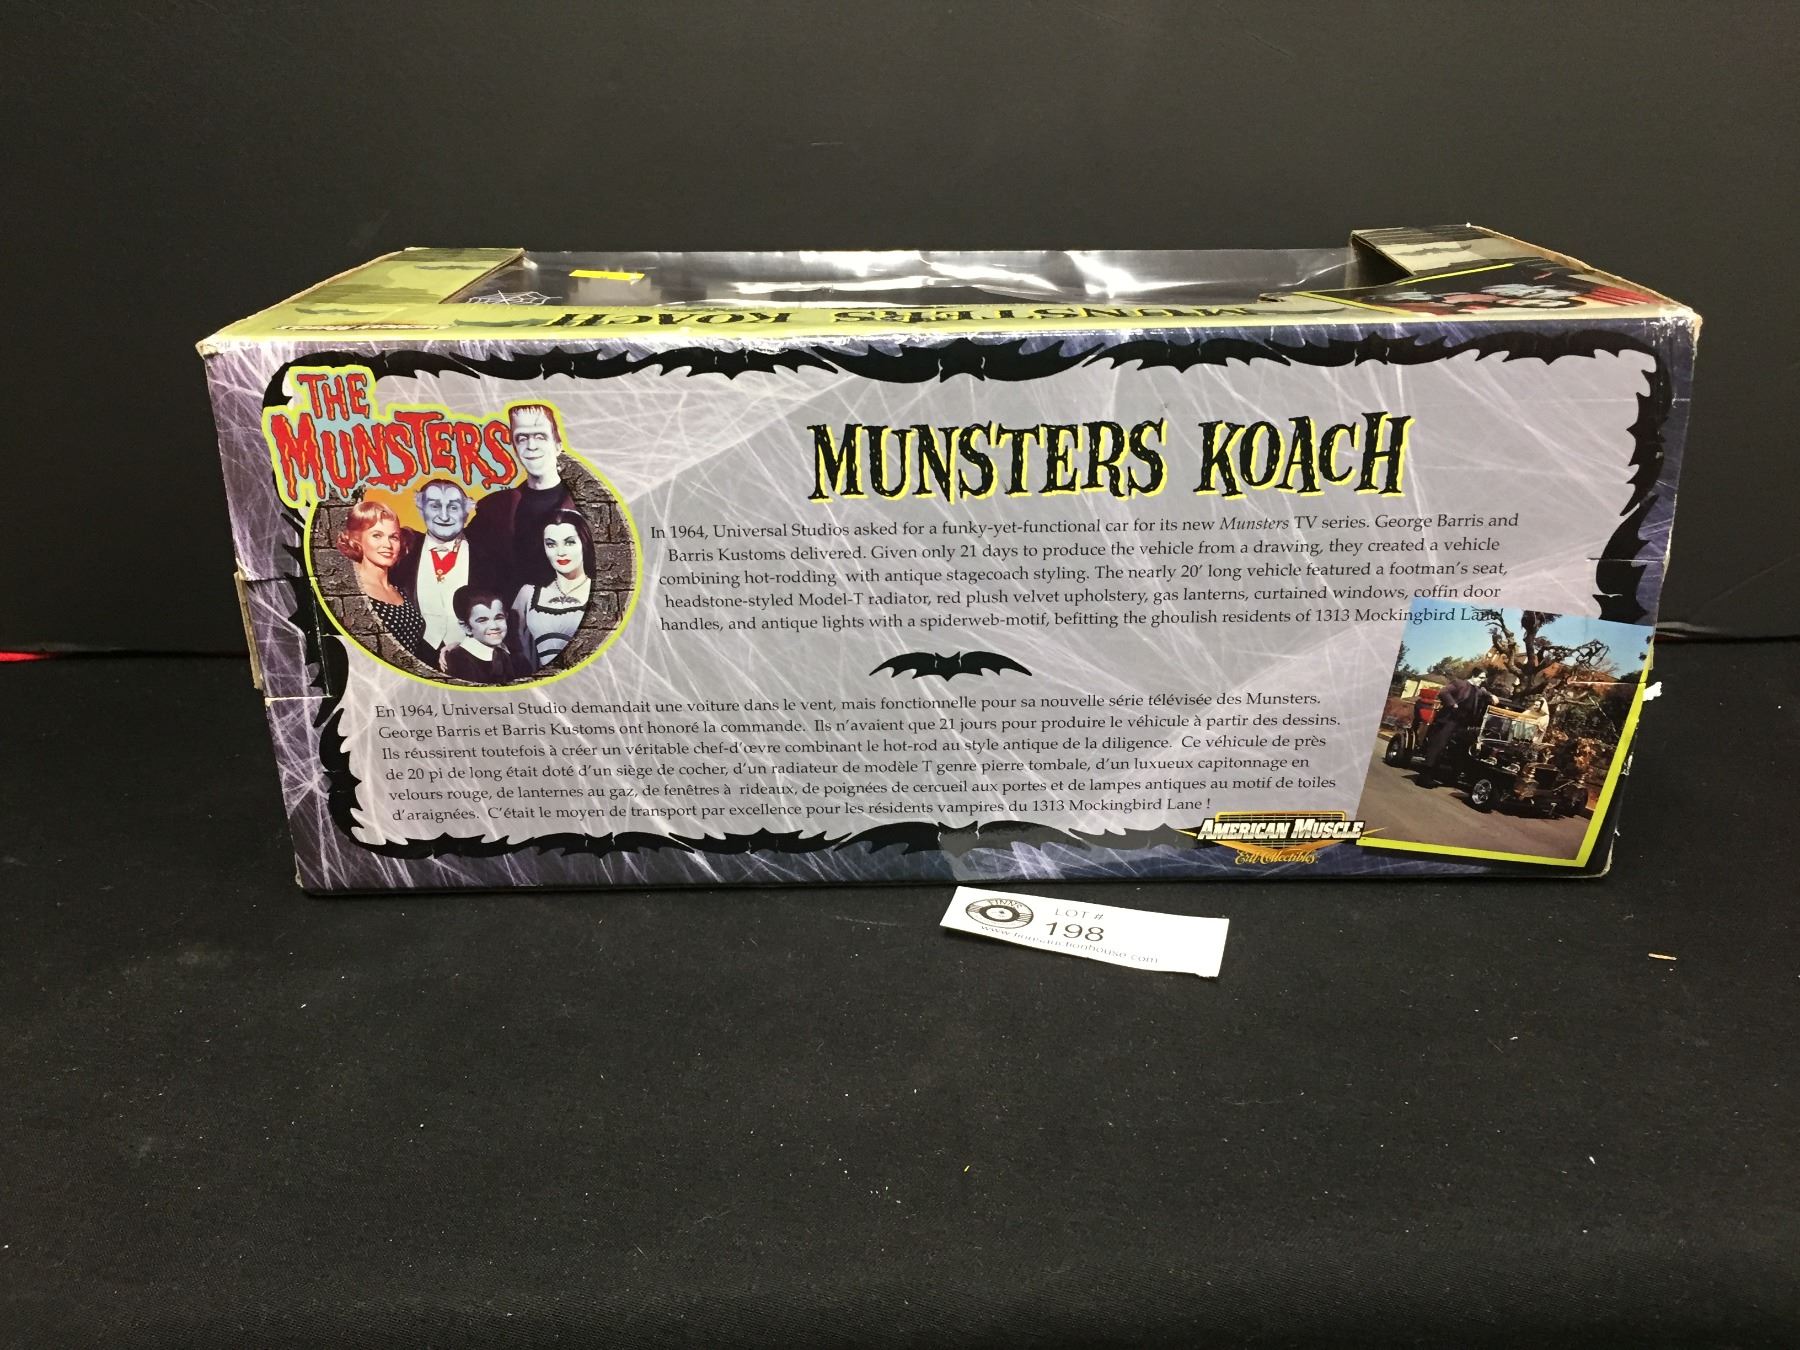 MUNSTERS KOACH
THE
MUNSTERS
MUNSTERS KOACH
In 1964, Universal Studios asked for a funky-yet-functional car for its new Munsters TV series. George Barris and
Barris Kustoms delivered. Given only 21 days to produce the vehicle from a drawing, they created a vehicle
combining hot-rodding with antique stagecoach styling. The nearly 20' long vehicle featured a footman's seat,
headstone-styled Model-T radiator, red plush velvet upholstery, gas lanterns, curtained windows, coffin door
handles, and antique lights with a spiderweb-motif, befitting the ghoulish residents of 1313 Mockingbird Lane!
En 1964, Universal Studio demandait une voiture dans le vent, mais fonctionnelle pour sa nouvelle série télévisée des Munsters.
George Barris et Barris Kustoms ont honoré la commande. Ils n'avaient que 21 jours pour produire le véhicule à partir des dessins.
Ils réussirent toutefois à créer un véritable chef-d'œvre combinant le hot-rod au style antique de la diligence. Ce véhicule de près
de 20 pi de long était doté d'un siège de cocher, d'un radiateur de modèle T genre pierre tombale, d'un luxueux capitonnage en
velours rouge, de lanternes au gaz, de fenêtres à rideaux, de poignées de cercueil aux portes et de lampes antiques au motif de toiles
d'araignées. C'était le moyen de transport par excellence pour les résidents vampires du 1313 Mockingbird Lane !
AMERICAN MUSCLE
Ertl Collectibles
FINNS
LOT #
198
www.finnsauctionhouse.com